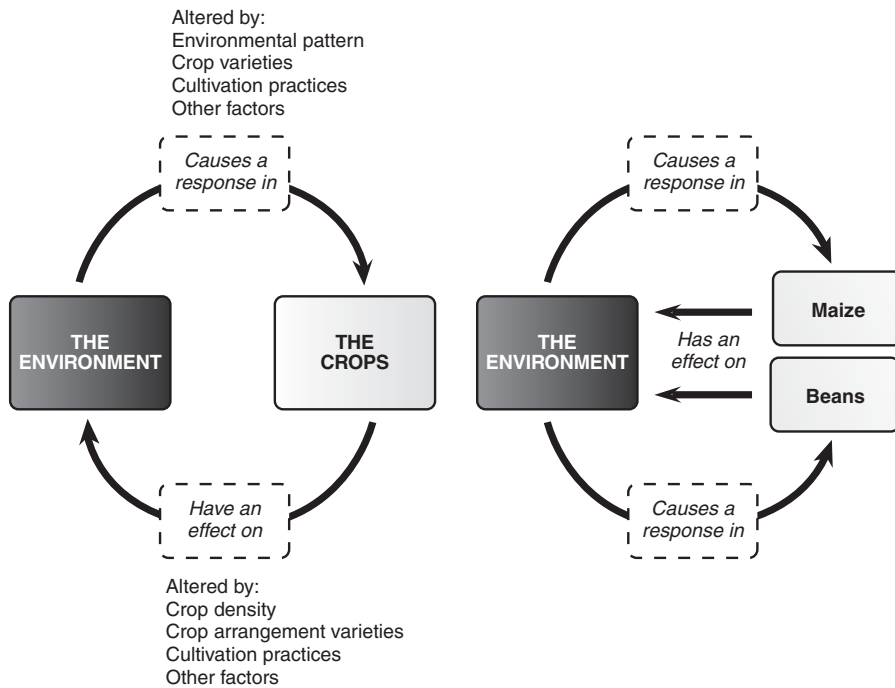 Altered by:
Environmental pattern
Crop varieties
Cultivation practices
Other factors
Causes a
response in
THE
ENVIRONMENT
THE
CROPS
Have an
effect on
Altered by:
Crop density
Crop arrangement varieties
Cultivation practices
Other factors
Causes a
response in
THE
ENVIRONMENT
Maize
Has an
effect on
Beans
Causes a
response in